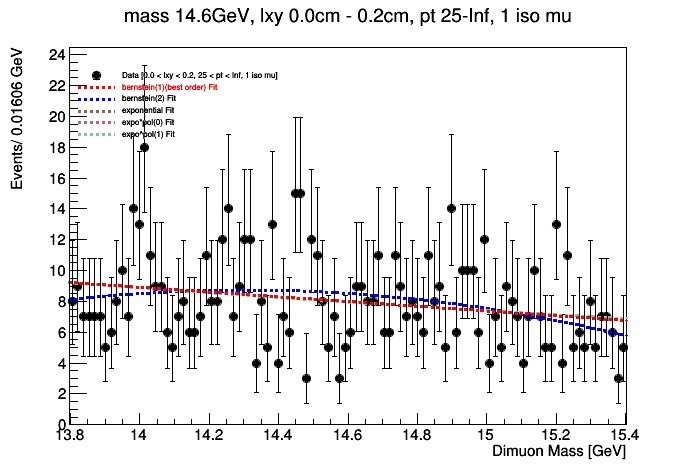 mass 14.6GeV, lxy 0.0cm - 0.2cm, pt 25-Inf, 1 iso mu
Events/ 0.01606 GeV
24
22
20
18
16
14
12
10
8
6
4
2
0
Data [0.0 < lxy < 0.2, 25 < pt < Inf, 1 iso mu]
bernstein(1)(best order) Fit
bernstein(2) Fit
exponential Fit
expo*pol(0) Fit
expo*pol(1) Fit
13.8 14 14.2 14.4 14.6 14.8 15 15.2 15.4
Dimuon Mass [GeV]